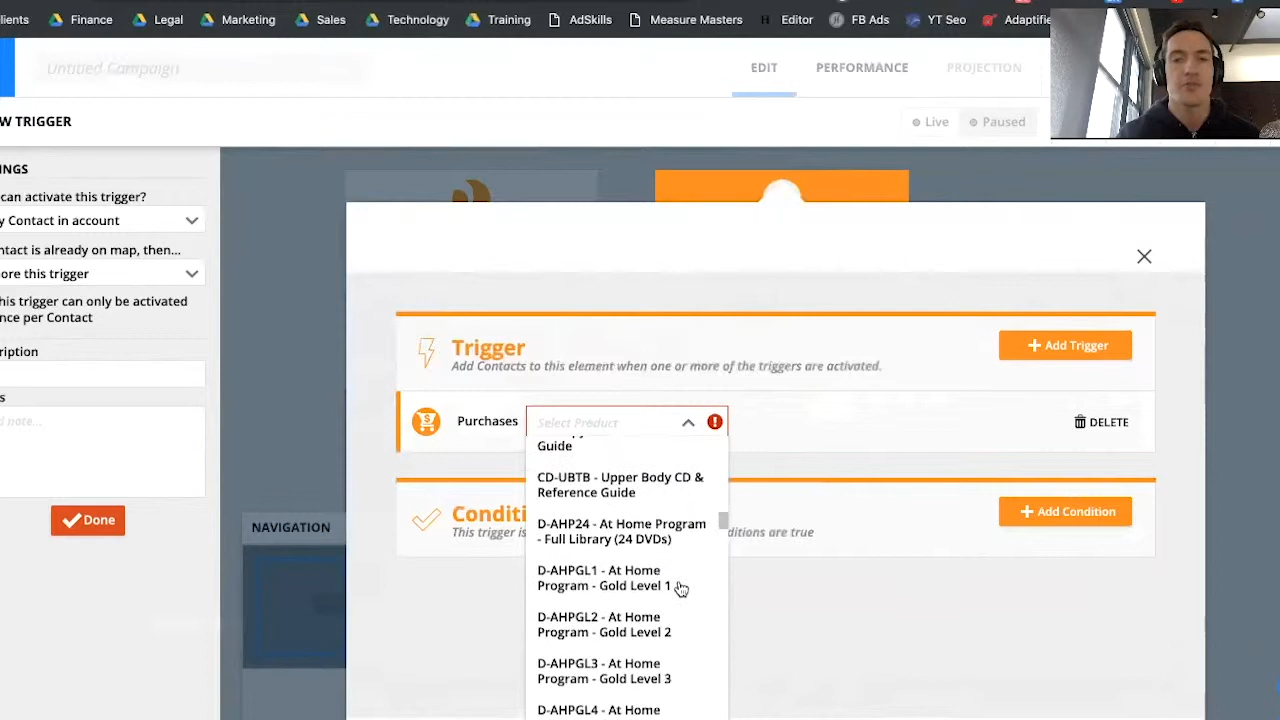 lients Finance Legal Marketing Sales Technology Training AdSkills Measure Masters Editor FB Ads YT Seo Adaptifie
Untitled Campaign
EDIT PERFORMANCE PROJECTION
W TRIGGER
Live Paused
NGS
can activate this trigger?
y Contact in account
ntact is already on map, then...
ore this trigger
his trigger can only be activated
nce per Contact
ription
s
d note...
Done
NAVIGATION
Trigger
Add Contacts to this element when one or more of the triggers are activated.
+ Add Trigger
Purchases
Select Product
DELETE
Guide
CD-UBTB - Upper Body CD &
Reference Guide
D-AHP24 - At Home Program
- Full Library (24 DVDs)
D-AHPGL1 - At Home
Program - Gold Level 1
D-AHPGL2 - At Home
Program - Gold Level 2
D-AHPGL3 - At Home
Program - Gold Level 3
D-AHPGL4 - At Home
Conditi
This trigger is
nditions are true
+ Add Condition